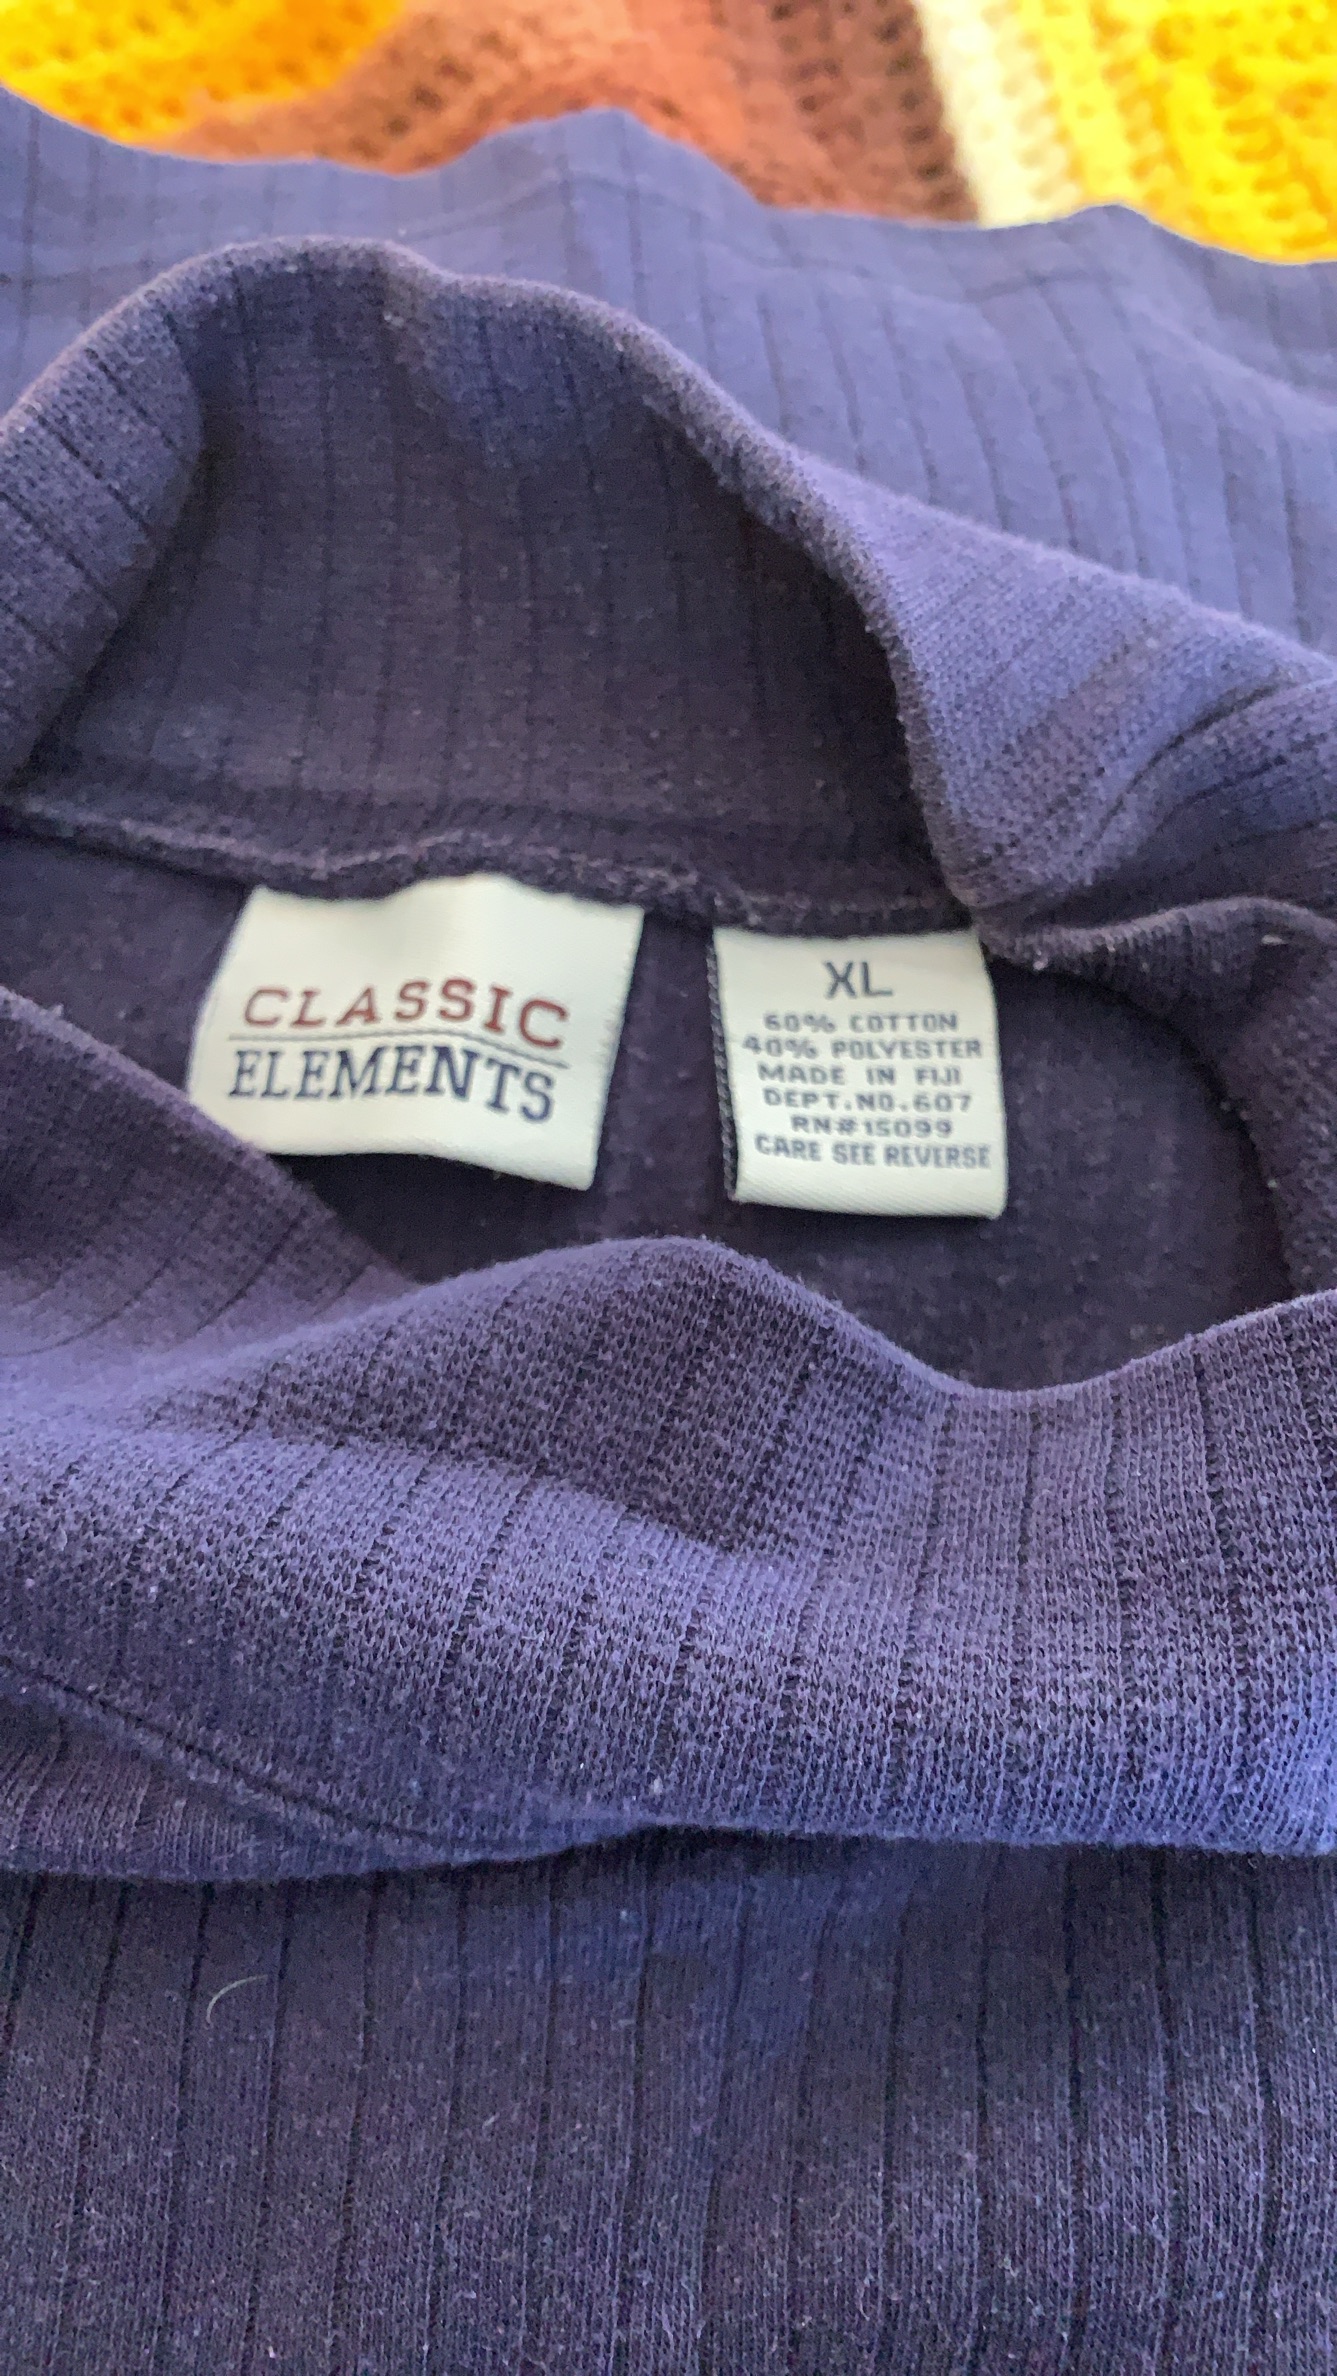 CLASSIC
ELEMENTS
XL
60% COTTON
40% POLYESTER
MADE IN FIJI
DEPT.NO.607
RN#15099
CARE SEE REVERSE